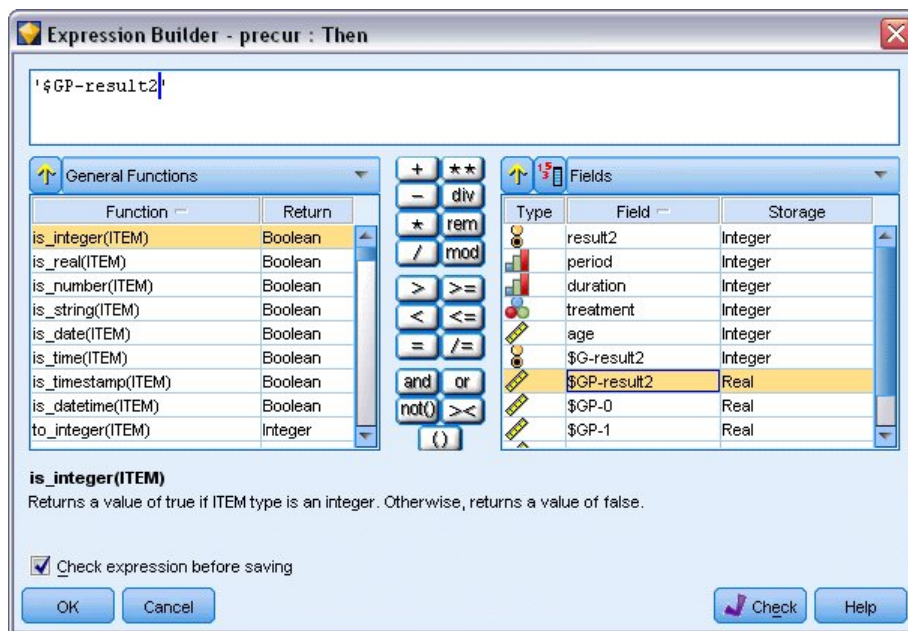 Expression Builder - precur : Then
'$GP-result2'
General Functions
Function Return
is_integer(ITEM) Boolean
is_real(ITEM) Boolean
is_number(ITEM) Boolean
is_string(ITEM) Boolean
is_date(ITEM) Boolean
is_time(ITEM) Boolean
is_timestamp(ITEM) Boolean
is_datetime(ITEM) Boolean
to_integer(ITEM) Integer
+ **
- div
* rem
/ mod
> >=
< <=
= /=
and or
not() ><
()
Fields
Type Field Storage
result2 Integer
period Integer
duration Integer
treatment Integer
age Integer
$G-result2 Integer
$GP-result2 Real
$GP-0 Real
$GP-1 Real
is_integer(ITEM)
Returns a value of true if ITEM type is an integer. Otherwise, returns a value of false.
Check expression before saving
OK Cancel Check Help